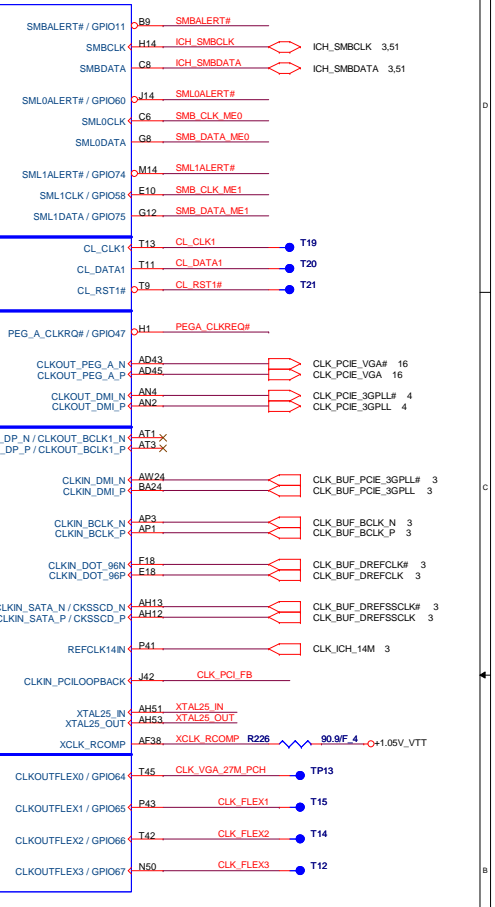 SMBALERT# / GPIO11 B9 SMBALERT#
SMBCLK H14 ICH_SMBCLK ICH_SMBCLK 3,51
SMBDATA C8 ICH_SMBDATA ICH_SMBDATA 3,51
SML0ALERT# / GPIO60 J14 SML0ALERT#
D
SML0CLK C6 SMB_CLK_ME0
SML0DATA G8 SMB_DATA_ME0
SML1ALERT# / GPIO74 M14 SML1ALERT#
SML1CLK / GPIO58 E10 SMB_CLK_ME1
SML1DATA / GPIO75 G12 SMB_DATA_ME1
CL_CLK1 T13 CL_CLK1 T19
CL_DATA1 T11 CL_DATA1 T20
CL_RST1# T9 CL_RST1# T21
PEG_A_CLKRQ# / GPIO47 H1 PEGA_CLKREQ#
CLKOUT_PEG_A_N AD43 CLK_PCIE_VGA# 16
CLKOUT_PEG_A_P AD45 CLK_PCIE_VGA 16
CLKOUT_DMI_N AN4 CLK_PCIE_3GPLL# 4
CLKOUT_DMI_P AN2 CLK_PCIE_3GPLL 4
_DP_N / CLKOUT_BCLK1_N AT1
_DP_P / CLKOUT_BCLK1_P AT3
CLKIN_DMI_N AW24 CLK_BUF_PCIE_3GPLL# 3
C
CLKIN_DMI_P BA24 CLK_BUF_PCIE_3GPLL 3
CLKIN_BCLK_N AP3 CLK_BUF_BCLK_N 3
CLKIN_BCLK_P AP1 CLK_BUF_BCLK_P 3
CLKIN_DOT_96N F18 CLK_BUF_DREFCLK# 3
CLKIN_DOT_96P E18 CLK_BUF_DREFCLK 3
CLKIN_SATA_N / CKSSCD_N AH13 CLK_BUF_DREFSSCLK# 3
CLKIN_SATA_P / CKSSCD_P AH12 CLK_BUF_DREFSSCLK 3
REFCLK14IN P41 CLK_ICH_14M 3
CLKIN_PCILOOPBACK J42 CLK_PCI_FB
XTAL25_IN AH51 XTAL25_IN
XTAL25_OUT AH53 XTAL25_OUT
XCLK_RCOMP AF38 XCLK_RCOMP R226 90.9/F_4 +1.05V_VTT
CLKOUTFLEX0 / GPIO64 T45 CLK_VGA_27M_PCH TP13
CLKOUTFLEX1 / GPIO65 P43 CLK_FLEX1 T15
CLKOUTFLEX2 / GPIO66 T42 CLK_FLEX2 T14
CLKOUTFLEX3 / GPIO67 N50 CLK_FLEX3 T12
B